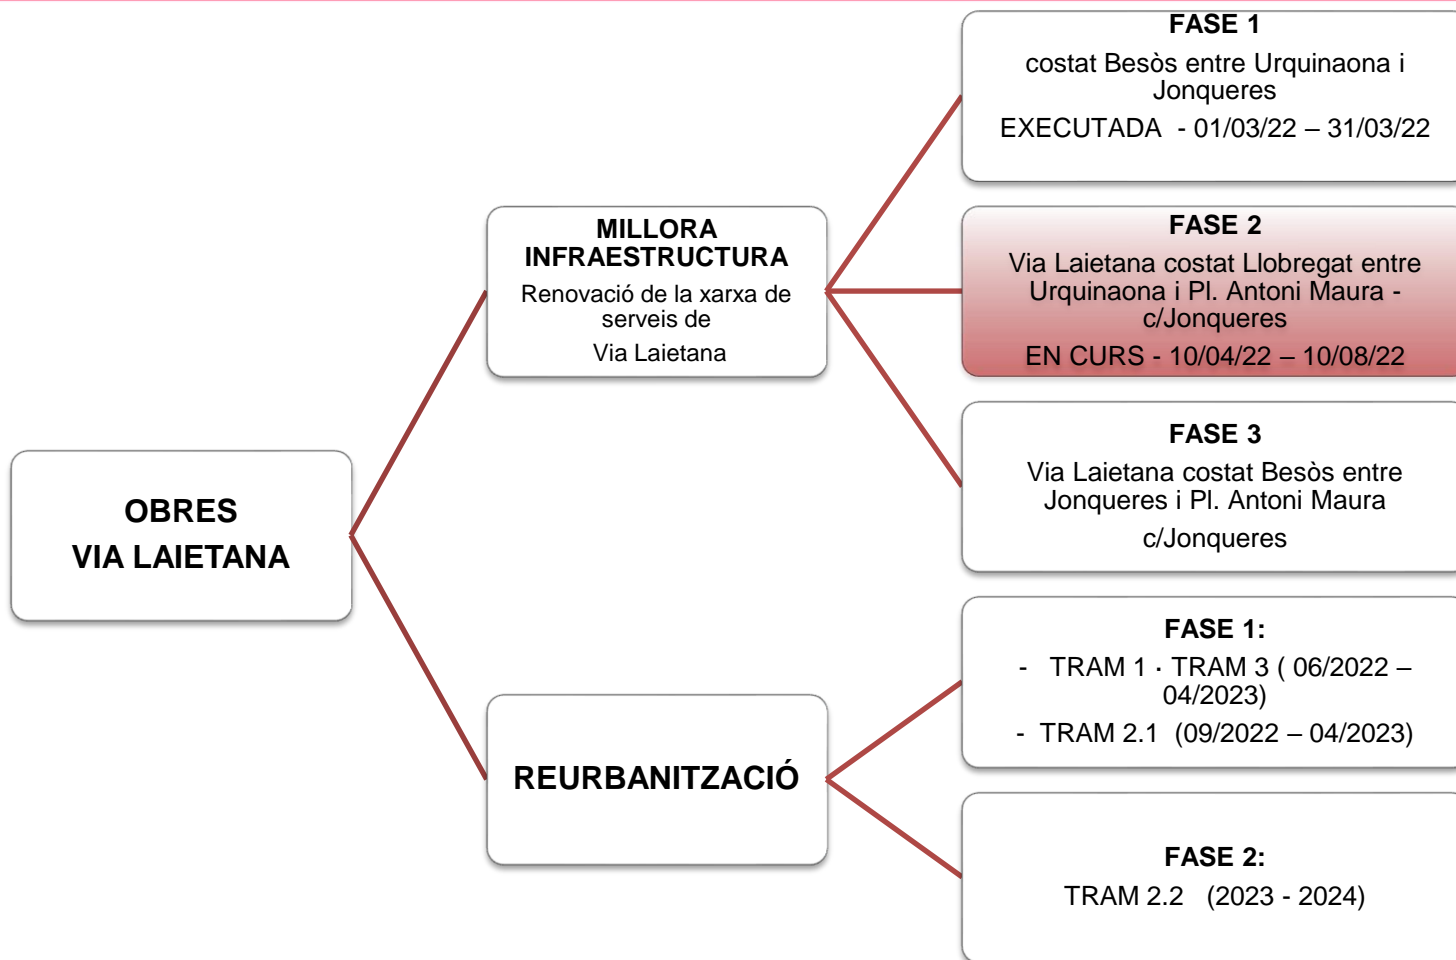 OBRES
VIA LAIETANA
MILLORA
INFRAESTRUCTURA
Renovació de la xarxa de
serveis de
Via Laietana
REURBANITZACIÓ
FASE 1
costat Besòs entre Urquinaona i
Jonqueres
EXECUTADA - 01/03/22 – 31/03/22
FASE 2
Via Laietana costat Llobregat entre
Urquinaona i Pl. Antoni Maura -
c/Jonqueres
EN CURS - 10/04/22 – 10/08/22
FASE 3
Via Laietana costat Besòs entre
Jonqueres i Pl. Antoni Maura
c/Jonqueres
FASE 1:
- TRAM 1 · TRAM 3 ( 06/2022 –
04/2023)
- TRAM 2.1 (09/2022 – 04/2023)
FASE 2:
TRAM 2.2 (2023 - 2024)